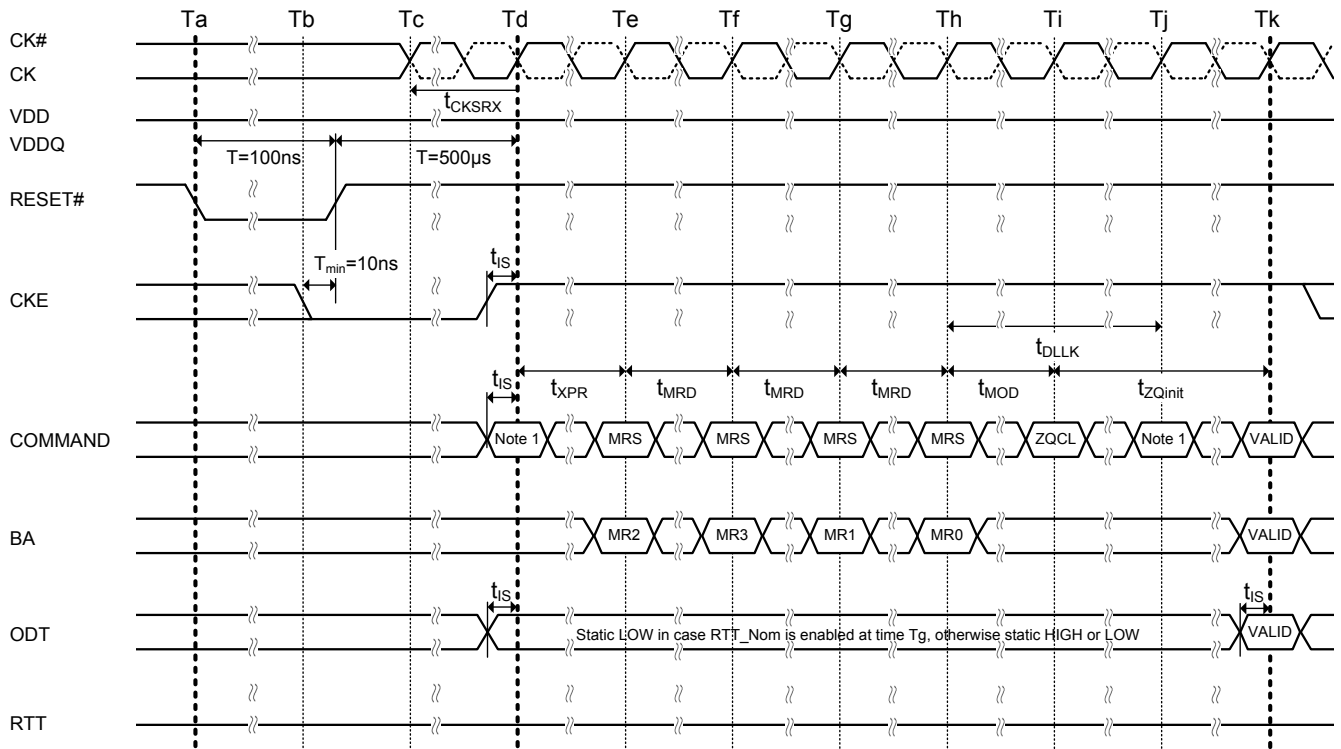 Ta Tb Tc Td Te Tf Tg Th Ti Tj Tk
CK#
CK
tCKSRX
VDD
VDDQ
T=100ns T=500μs
RESET#
Tmin=10ns tIS
CKE
tDLLK
tIS tXPR tMRD tMRD tMRD tMOD tZQinit
COMMAND Note 1 MRS MRS MRS MRS ZQCL Note 1 VALID
BA MR2 MR3 MR1 MR0 VALID
tIS tIS
ODT Static LOW in case RTT_Nom is enabled at time Tg, otherwise static HIGH or LOW VALID
RTT